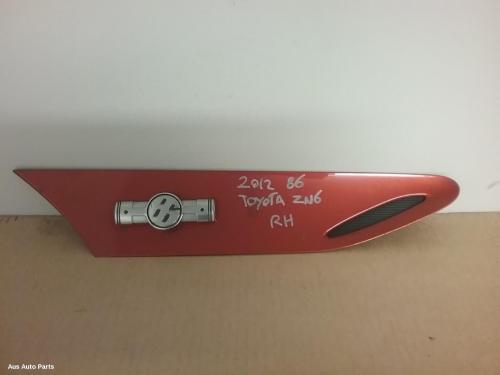 2012 86
TOYOTA ZN6
RH
Aus Auto Parts